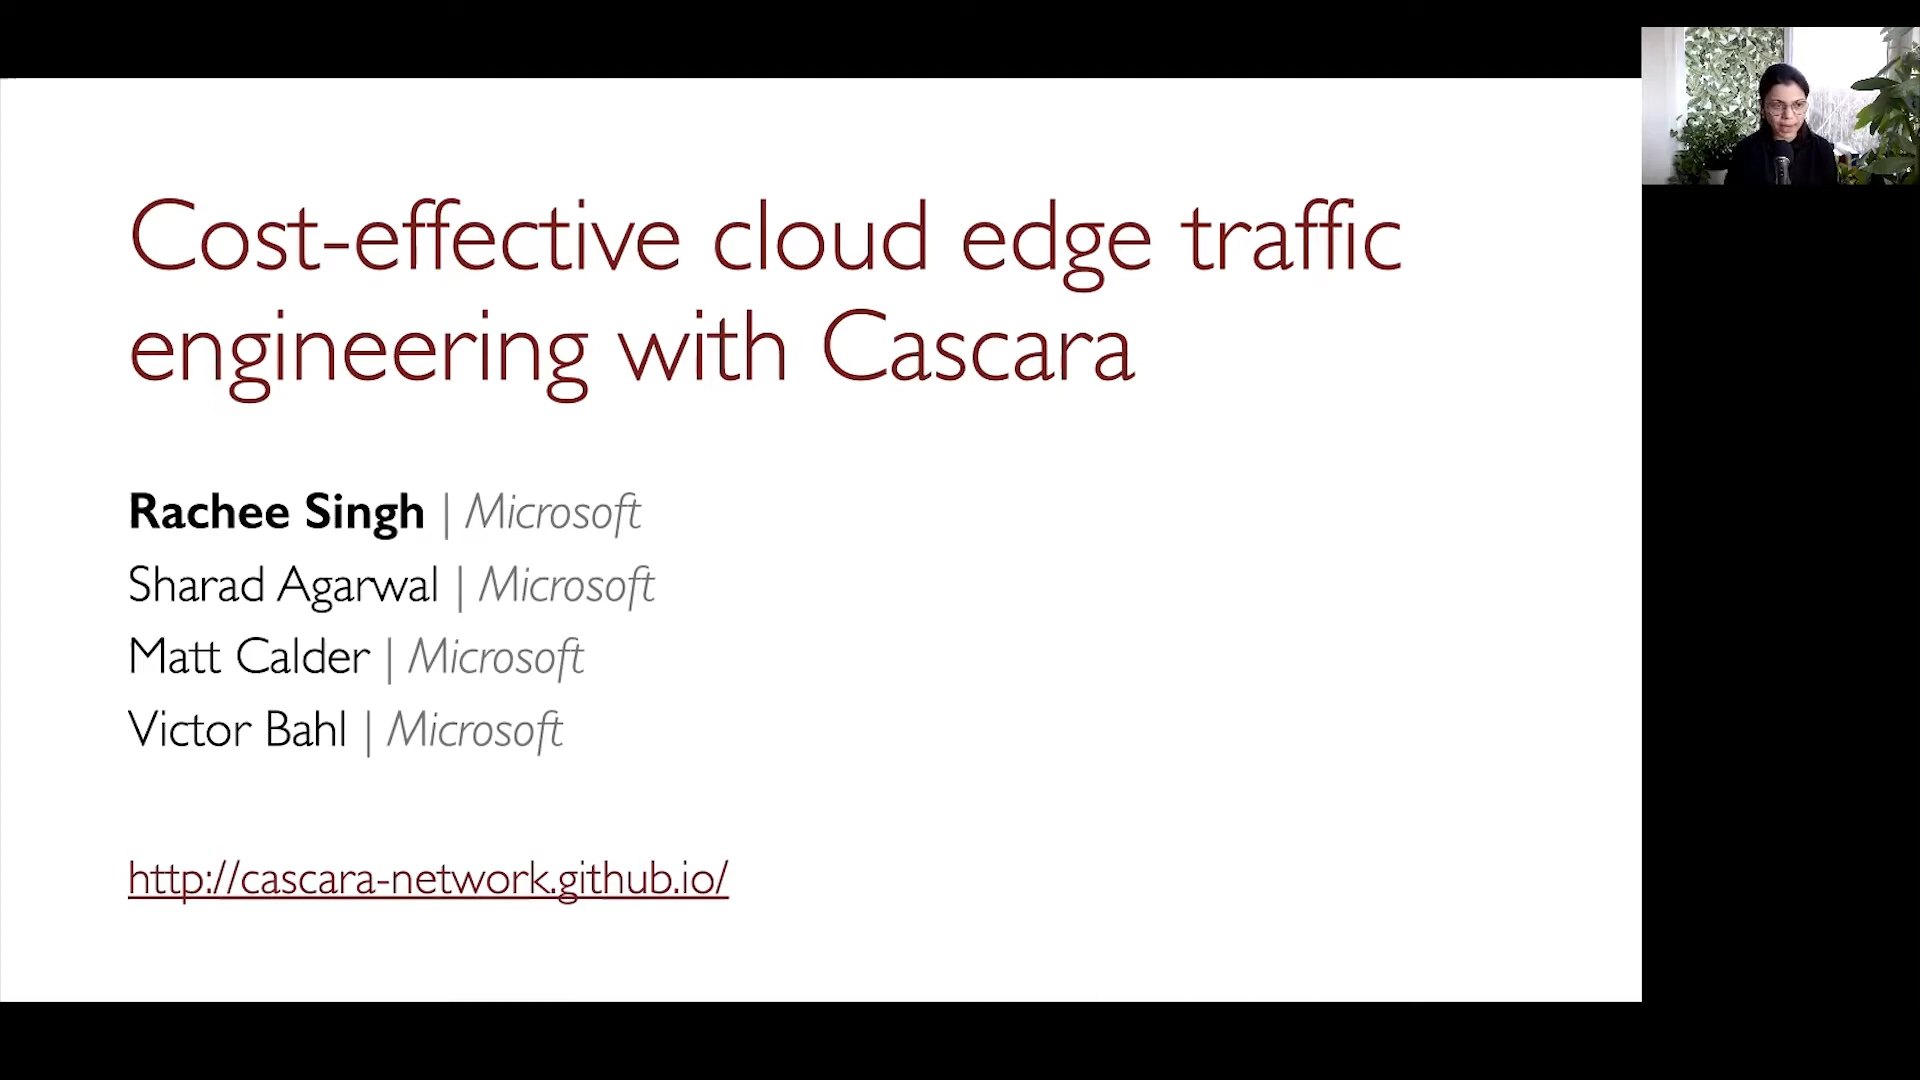 Cost-effective cloud edge traffic
engineering with Cascara
Rachee Singh | Microsoft
Sharad Agarwal | Microsoft
Matt Calder | Microsoft
Victor Bahl | Microsoft
http://cascara-network.github.io/